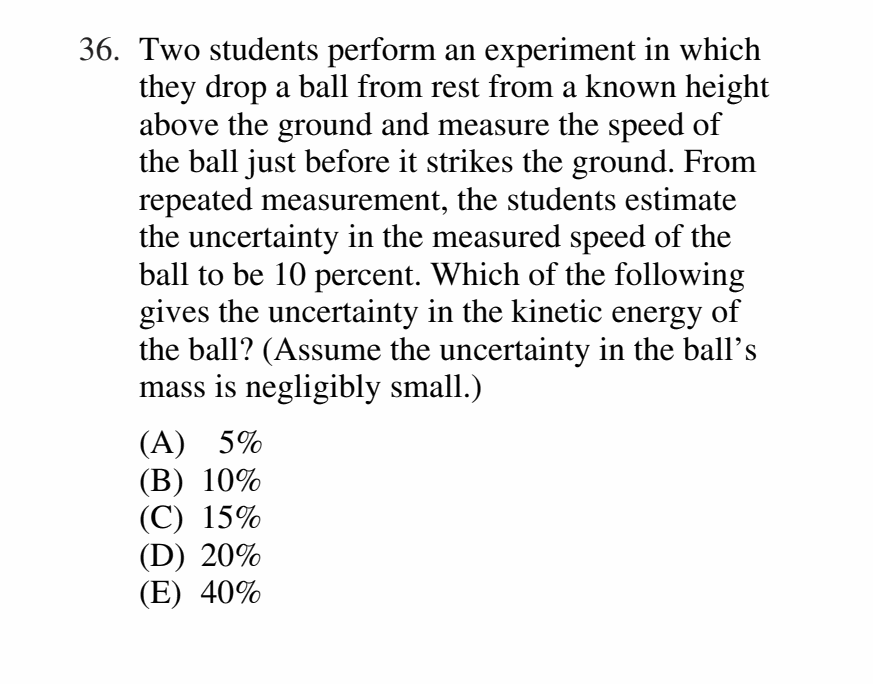 36. Two students perform an experiment in which
they drop a ball from rest from a known height
above the ground and measure the speed of
the ball just before it strikes the ground. From
repeated measurement, the students estimate
the uncertainty in the measured speed of the
ball to be 10 percent. Which of the following
gives the uncertainty in the kinetic energy of
the ball? (Assume the uncertainty in the ball’s
mass is negligibly small.)
(A) 5%
(B) 10%
(C) 15%
(D) 20%
(E) 40%